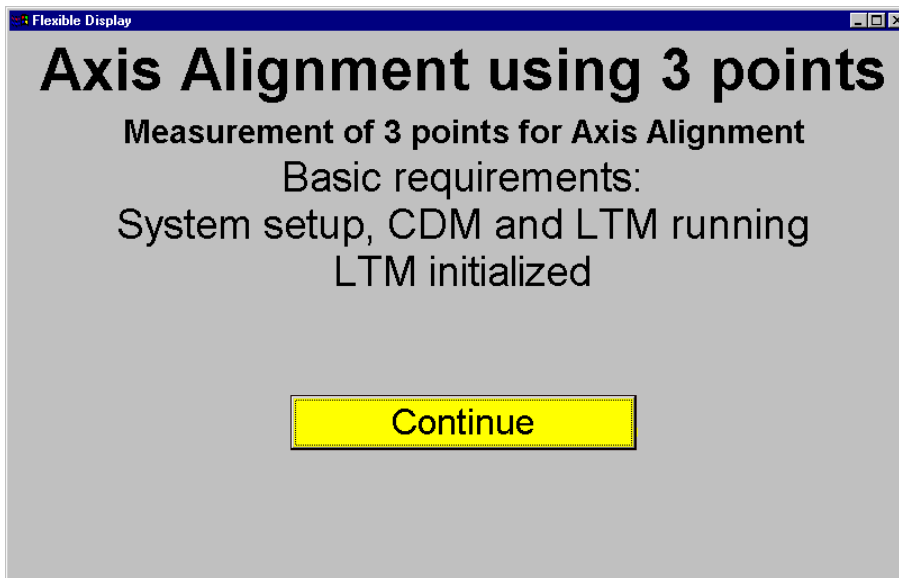 Flexible Display
Axis Alignment using 3 points
Measurement of 3 points for Axis Alignment
Basic requirements:
System setup, CDM and LTM running
LTM initialized
Continue